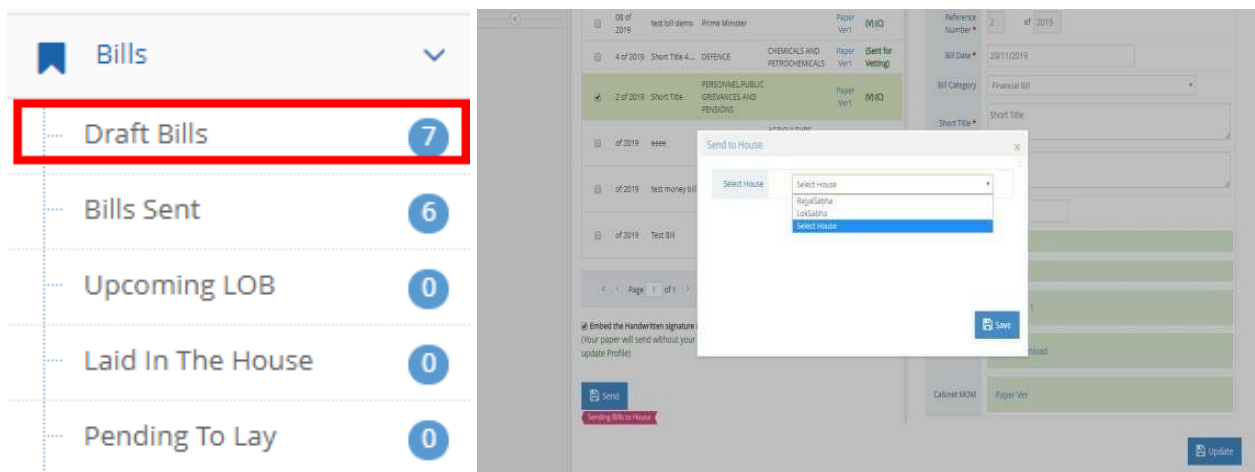 Bills
Draft Bills 7
Bills Sent 6
Upcoming LOB 0
Laid In The House 0
Pending To Lay 0
08 of 2019 test bill demo Prime Minister Paper Ver1 (V) (C)
4 of 2019 Short Title 4... DEFENCE CHEMICALS AND PETROCHEMICALS Paper Ver1 (Sent for Vetting)
2 of 2019 Short Title PERSONNEL,PUBLIC GRIEVANCES AND PENSIONS Paper Ver1 (V) (C)
of 2019 eeee
of 2019 test money bill
of 2019 Test Bill
Page 1 of 1
Embed the Handwritten signature
(Your paper will send without your
update Profile)
Send
Sending Bills to House
Send to House x
Select House Select House
RajyaSabha
LokSabha
Select House
Save
Reference Number * 2 of 2019
Bill Date * 20/11/2019
Bill Category Financial Bill
Short Title * Short Title
Cabinet MOM Paper Ver
Update